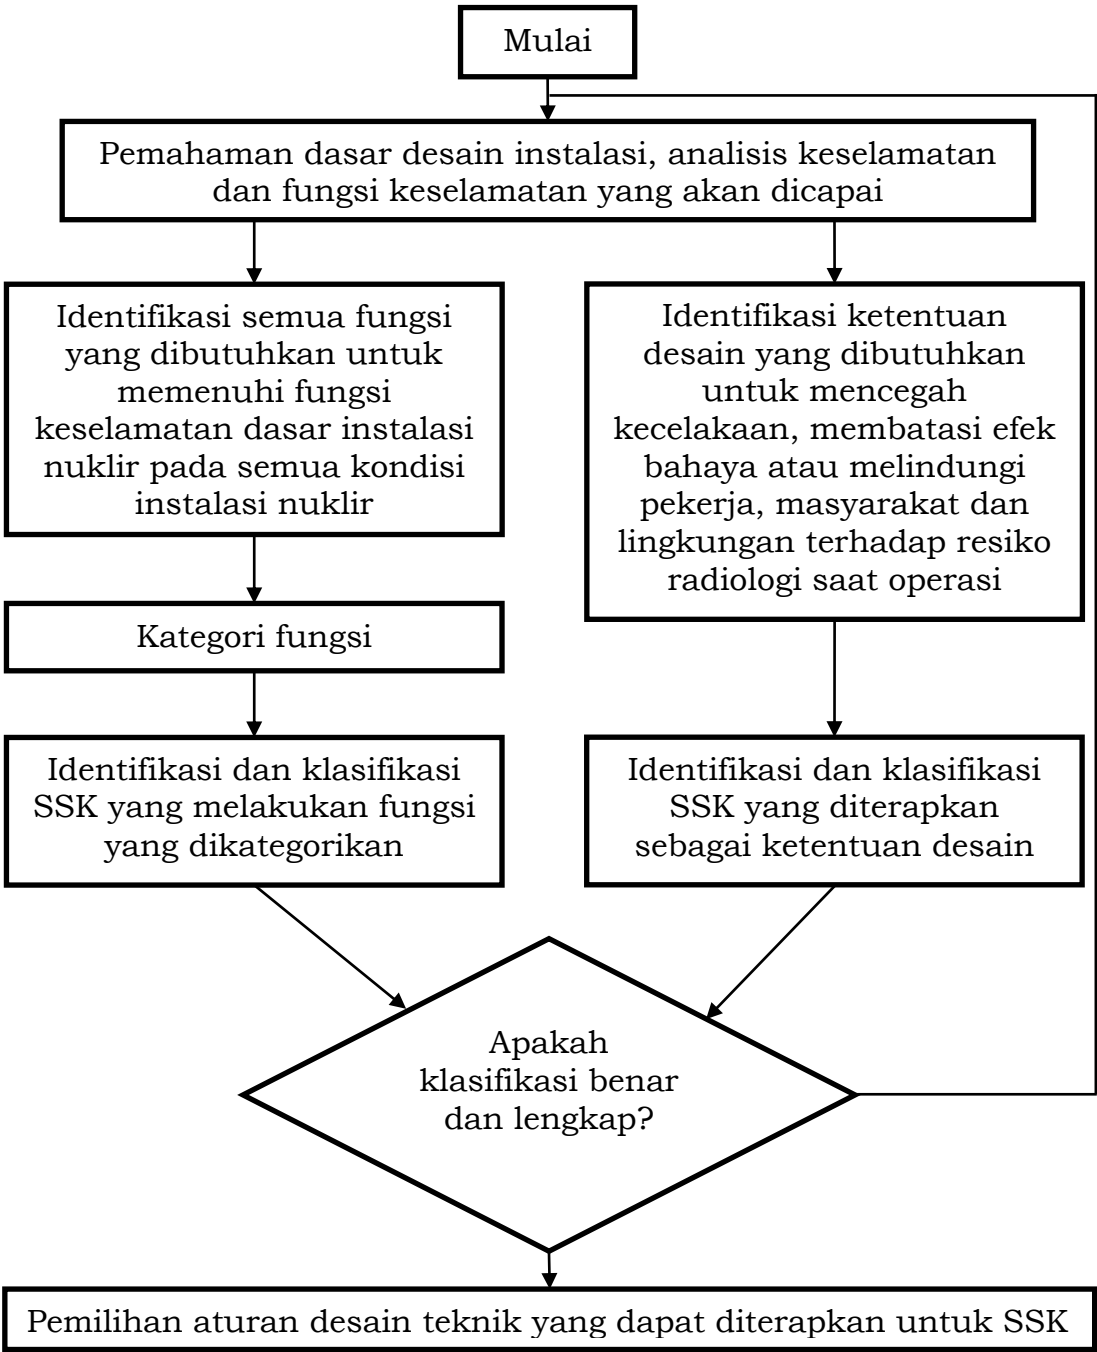 Mulai
Pemahaman dasar desain instalasi, analisis keselamatan
dan fungsi keselamatan yang akan dicapai
Identifikasi semua fungsi
yang dibutuhkan untuk
memenuhi fungsi
keselamatan dasar instalasi
nuklir pada semua kondisi
instalasi nuklir
Identifikasi ketentuan
desain yang dibutuhkan
untuk mencegah
kecelakaan, membatasi efek
bahaya atau melindungi
pekerja, masyarakat dan
lingkungan terhadap resiko
radiologi saat operasi
Kategori fungsi
Identifikasi dan klasifikasi
SSK yang melakukan fungsi
yang dikategorikan
Identifikasi dan klasifikasi
SSK yang diterapkan
sebagai ketentuan desain
Apakah
klasifikasi benar
dan lengkap?
Pemilihan aturan desain teknik yang dapat diterapkan untuk SSK